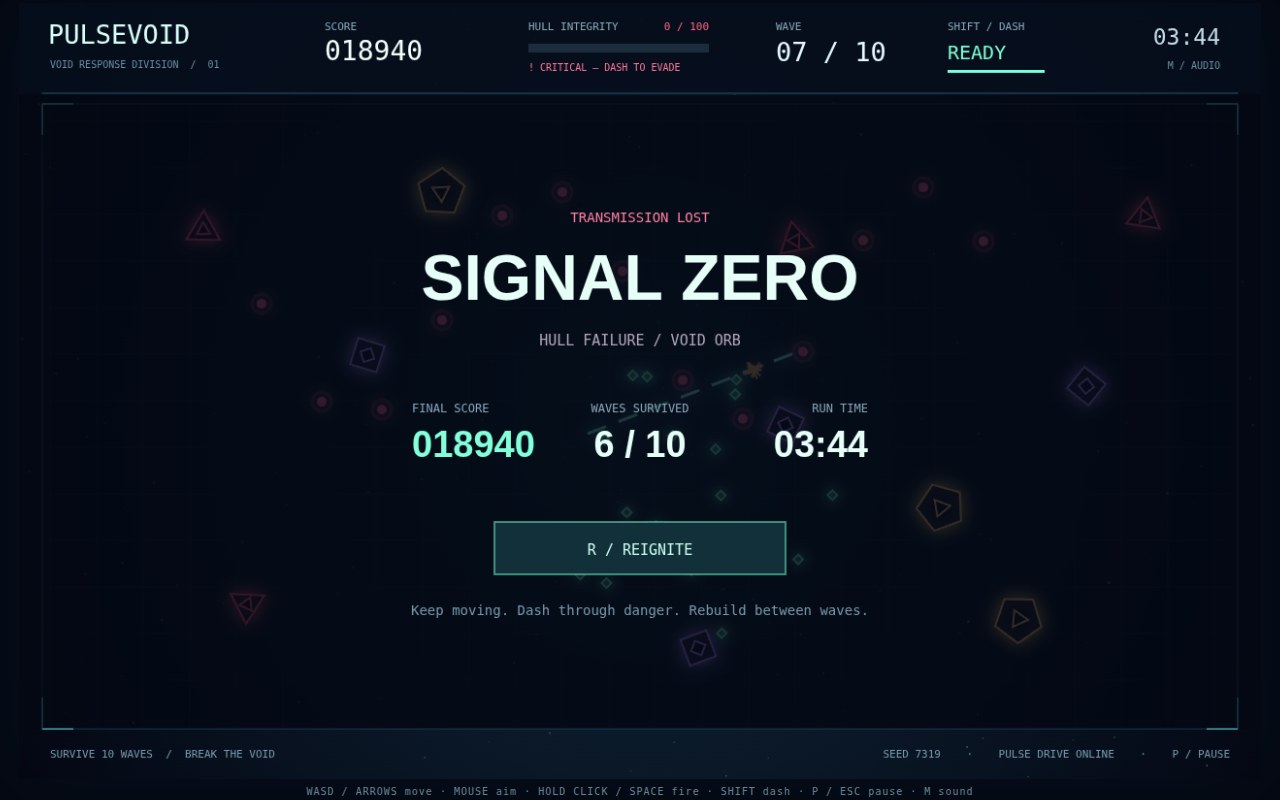 PULSEVOID
VOID RESPONSE DIVISION / 01
SCORE
018940
HULL INTEGRITY 0 / 100
! CRITICAL — DASH TO EVADE
WAVE
07 / 10
SHIFT / DASH
READY
03:44
M / AUDIO
TRANSMISSION LOST
SIGNAL ZERO
HULL FAILURE / VOID ORB
FINAL SCORE
018940
WAVES SURVIVED
6 / 10
RUN TIME
03:44
R / REIGNITE
Keep moving. Dash through danger. Rebuild between waves.
SURVIVE 10 WAVES / BREAK THE VOID
SEED 7319 · PULSE DRIVE ONLINE · P / PAUSE
WASD / ARROWS move · MOUSE aim · HOLD CLICK / SPACE fire · SHIFT dash · P / ESC pause · M sound